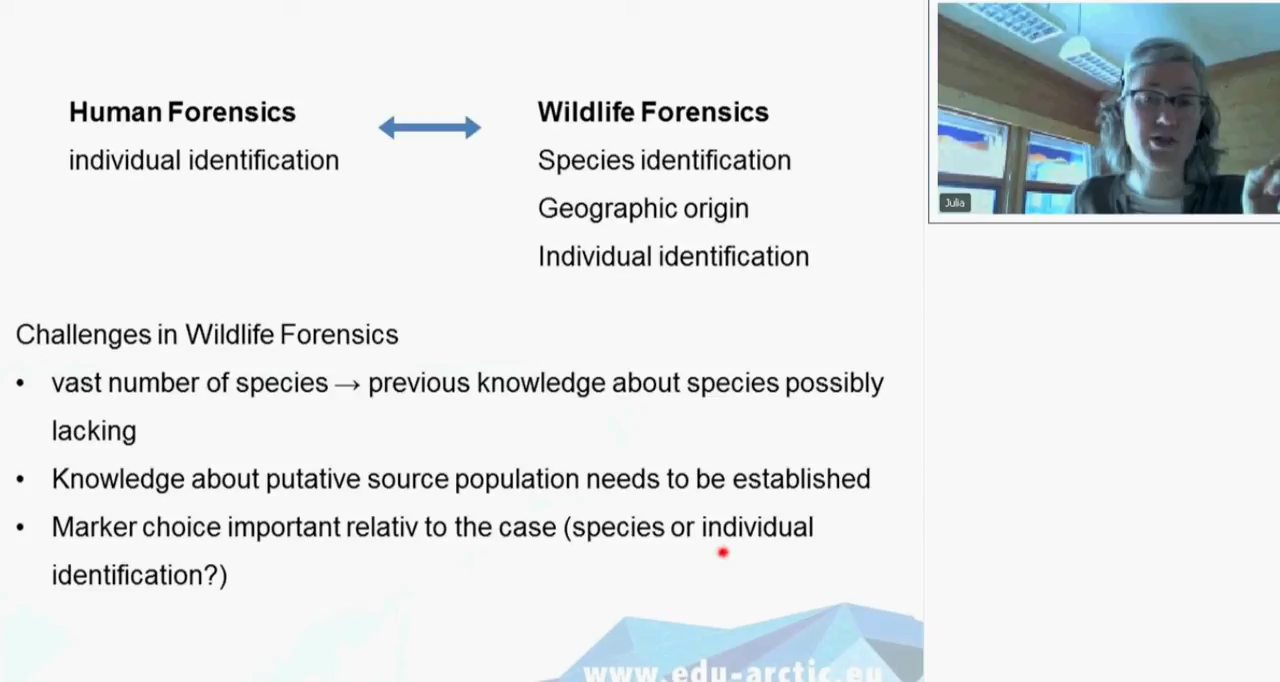 Human Forensics
individual identification
Wildlife Forensics
Species identification
Geographic origin
Individual identification
Julia
Challenges in Wildlife Forensics
• vast number of species → previous knowledge about species possibly
lacking
• Knowledge about putative source population needs to be established
• Marker choice important relativ to the case (species or individual
identification?)
www.edu-arctic.eu